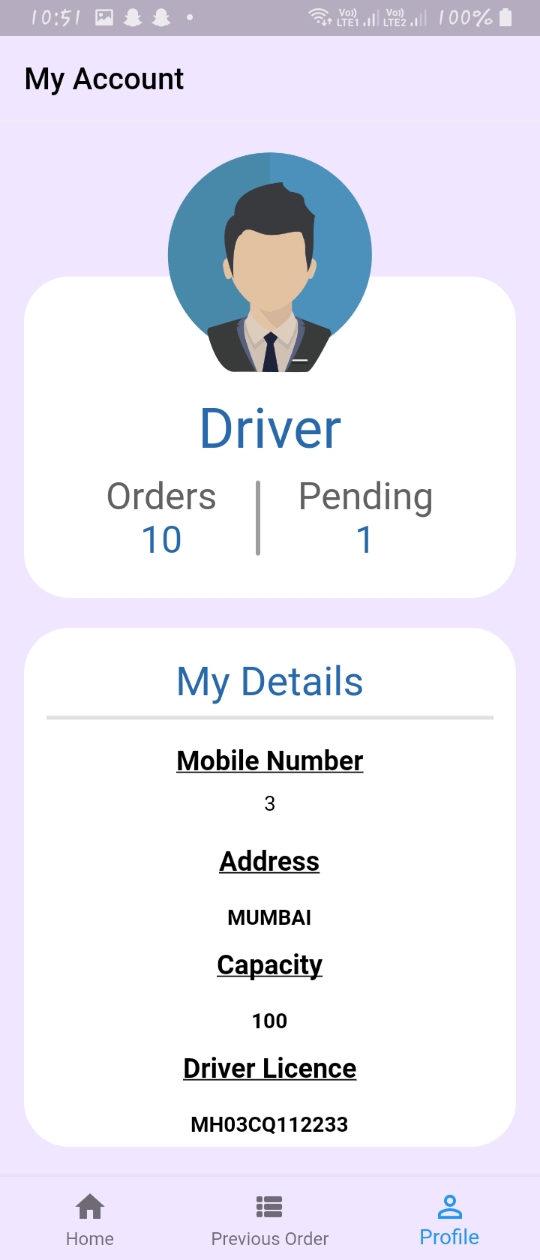 10:51 Vo)) LTE1 Vo)) LTE2 100%
My Account
Driver
Orders Pending
10 1
My Details
Mobile Number
3
Address
MUMBAI
Capacity
100
Driver Licence
MH03CQ112233
Home Previous Order Profile